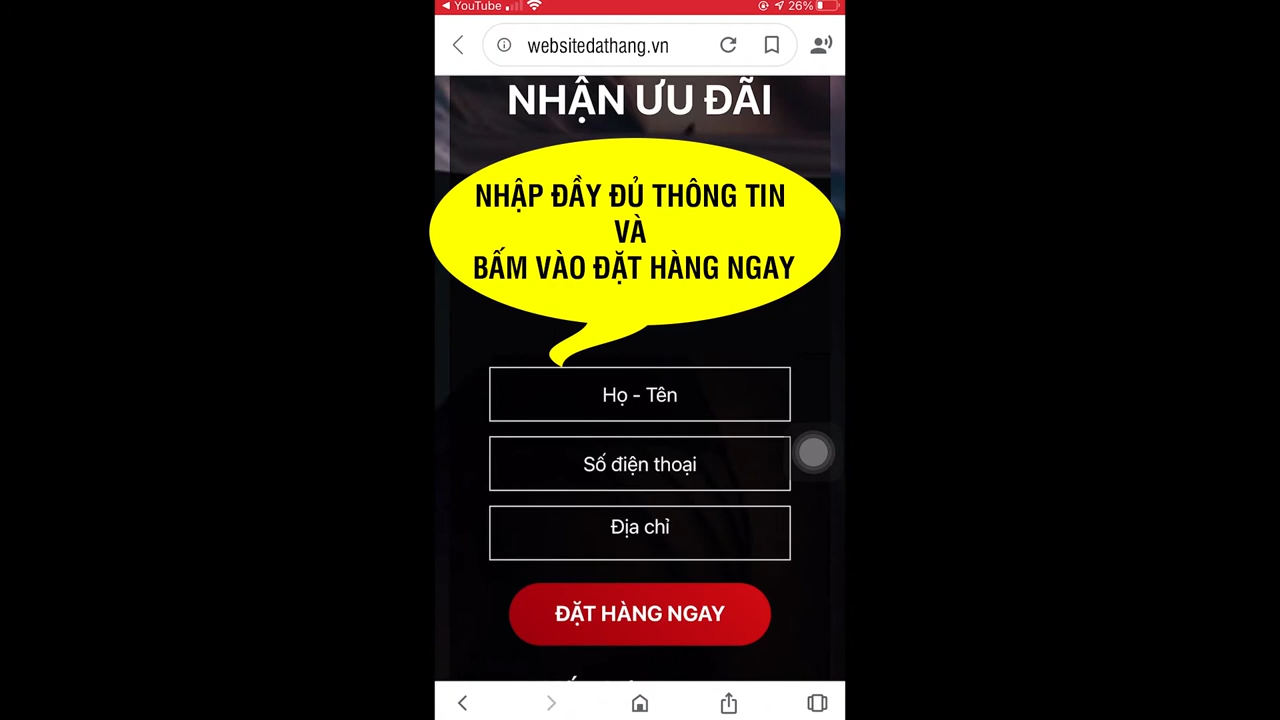 YouTube
26%
websitedathang.vn
NHẬN ƯU ĐÃI
NHẬP ĐẦY ĐỦ THÔNG TIN
VÀ
BẤM VÀO ĐẶT HÀNG NGAY
Họ - Tên
Số điện thoại
Địa chỉ
ĐẶT HÀNG NGAY